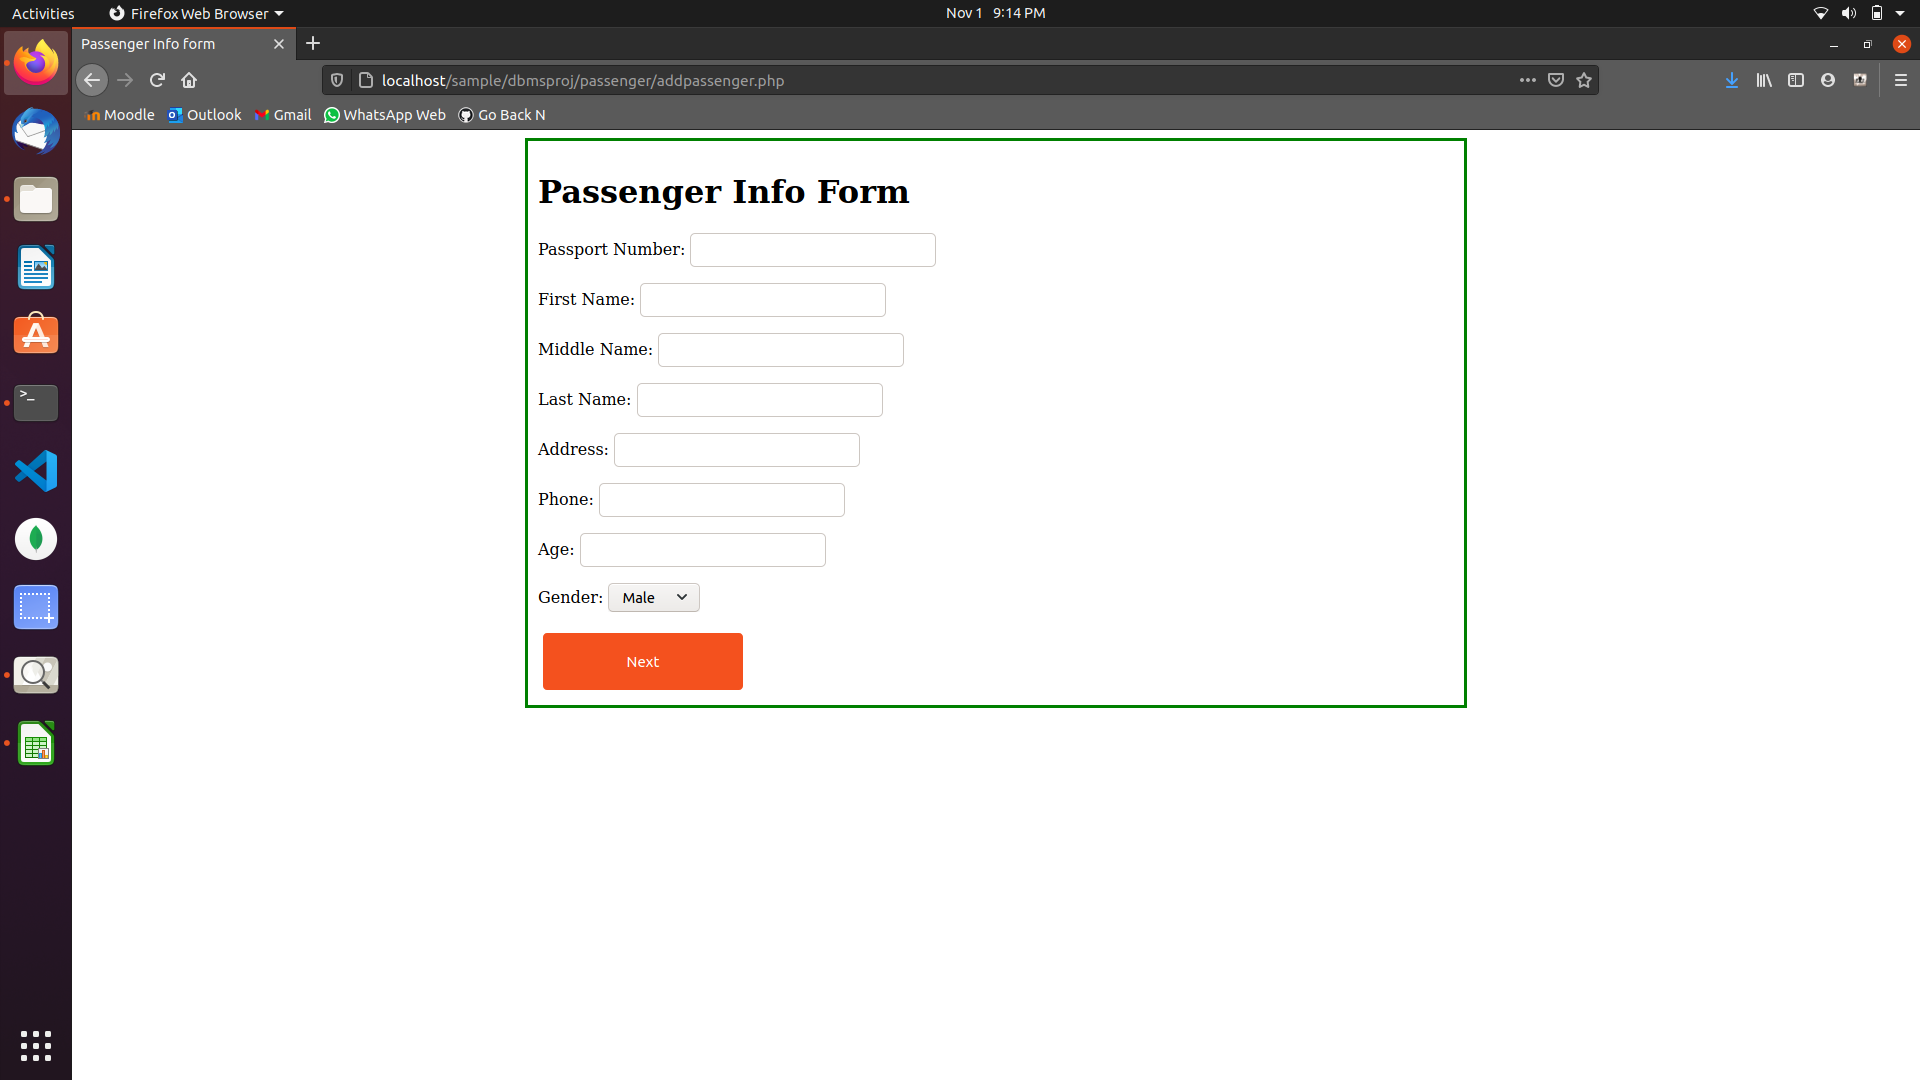 Activities Firefox Web Browser Nov 1 9:14 PM
Passenger Info form
localhost/sample/dbmsproj/passenger/addpassenger.php
Moodle Outlook Gmail WhatsApp Web Go Back N
Passenger Info Form
Passport Number:
First Name:
Middle Name:
Last Name:
Address:
Phone:
Age:
Gender: Male
Next